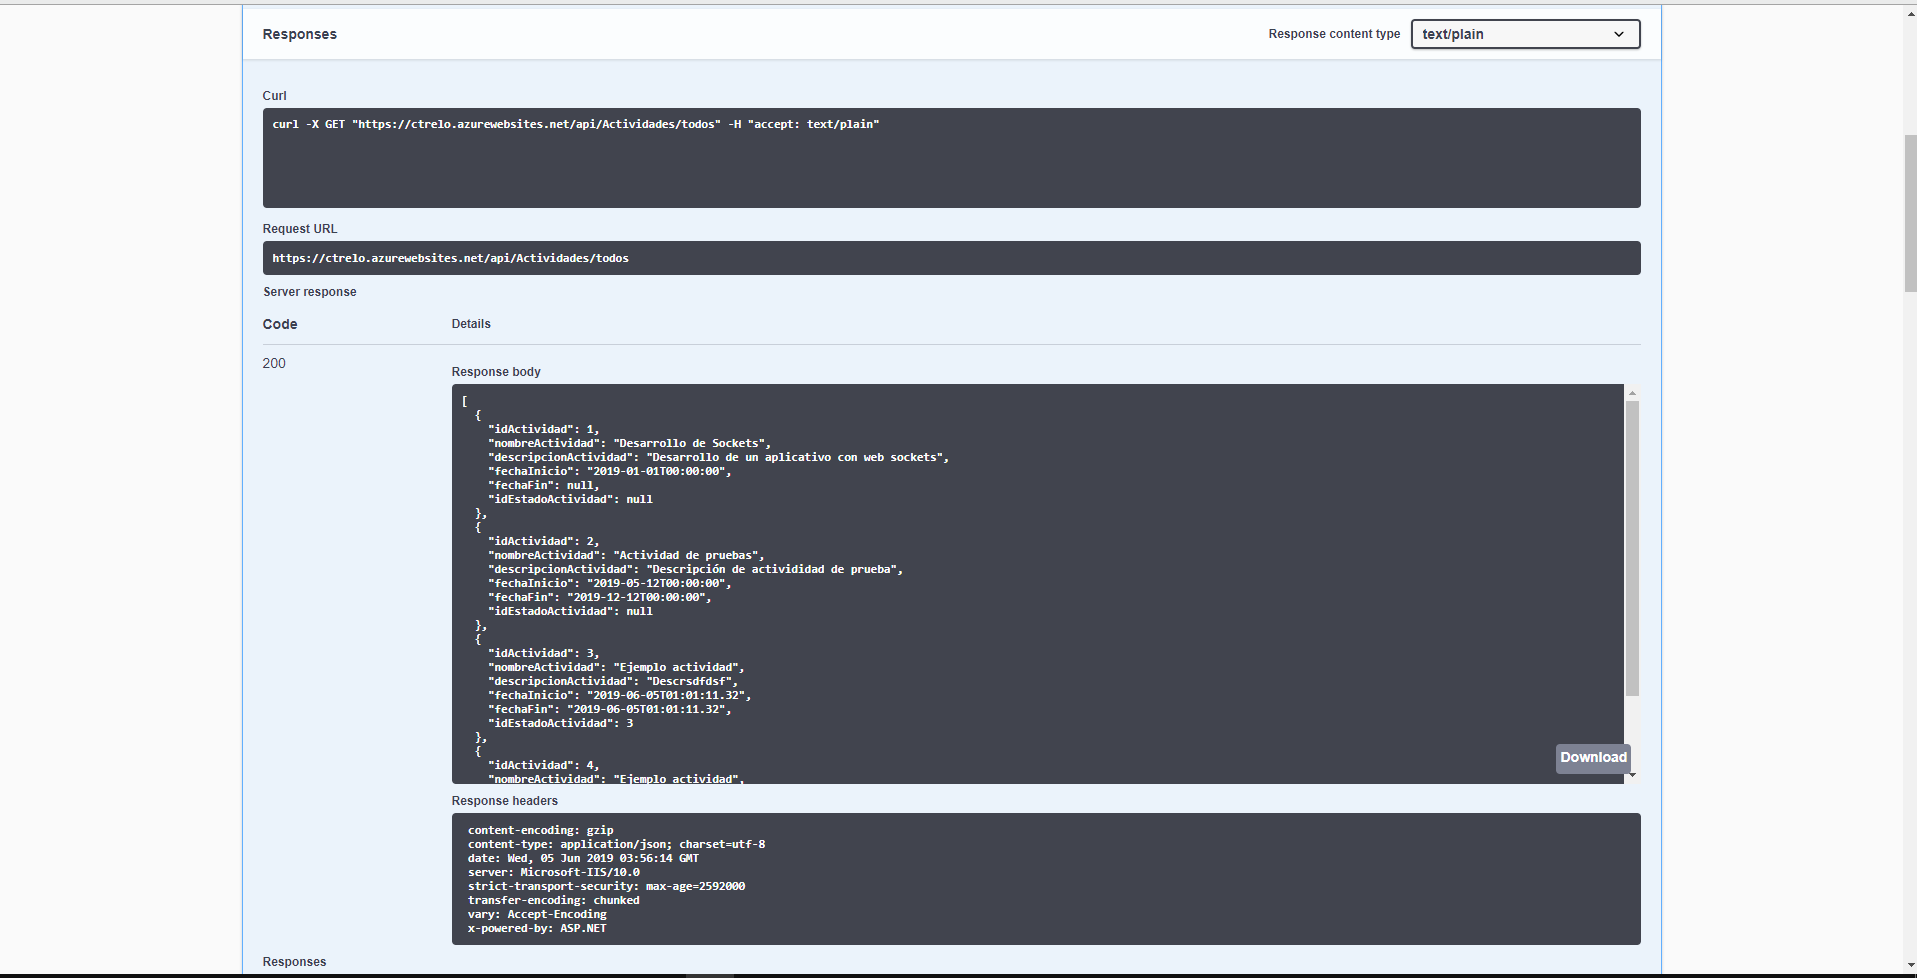 Responses
Response content type
text/plain
Curl
curl -X GET "https://ctrelo.azurewebsites.net/api/Actividades/todos" -H "accept: text/plain"
Request URL
https://ctrelo.azurewebsites.net/api/Actividades/todos
Server response
Code
Details
200
Response body
[
  {
    "idActividad": 1,
    "nombreActividad": "Desarrollo de Sockets",
    "descripcionActividad": "Desarrollo de un aplicativo con web sockets",
    "fechaInicio": "2019-01-01T00:00:00",
    "fechaFin": null,
    "idEstadoActividad": null
  },
  {
    "idActividad": 2,
    "nombreActividad": "Actividad de pruebas",
    "descripcionActividad": "Descripción de activididad de prueba",
    "fechaInicio": "2019-05-12T00:00:00",
    "fechaFin": "2019-12-12T00:00:00",
    "idEstadoActividad": null
  },
  {
    "idActividad": 3,
    "nombreActividad": "Ejemplo actividad",
    "descripcionActividad": "Descrsdfdsf",
    "fechaInicio": "2019-06-05T01:01:11.32",
    "fechaFin": "2019-06-05T01:01:11.32",
    "idEstadoActividad": 3
  },
  {
    "idActividad": 4,
    "nombreActividad": "Ejemplo actividad",
Download
Response headers
content-encoding: gzip
content-type: application/json; charset=utf-8
date: Wed, 05 Jun 2019 03:56:14 GMT
server: Microsoft-IIS/10.0
strict-transport-security: max-age=2592000
transfer-encoding: chunked
vary: Accept-Encoding
x-powered-by: ASP.NET
Responses